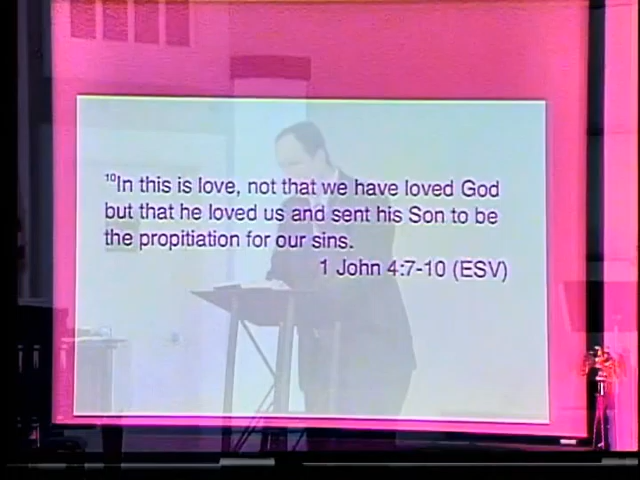 ¹⁰In this is love, not that we have loved God
but that he loved us and sent his Son to be
the propitiation for our sins.
1 John 4:7-10 (ESV)